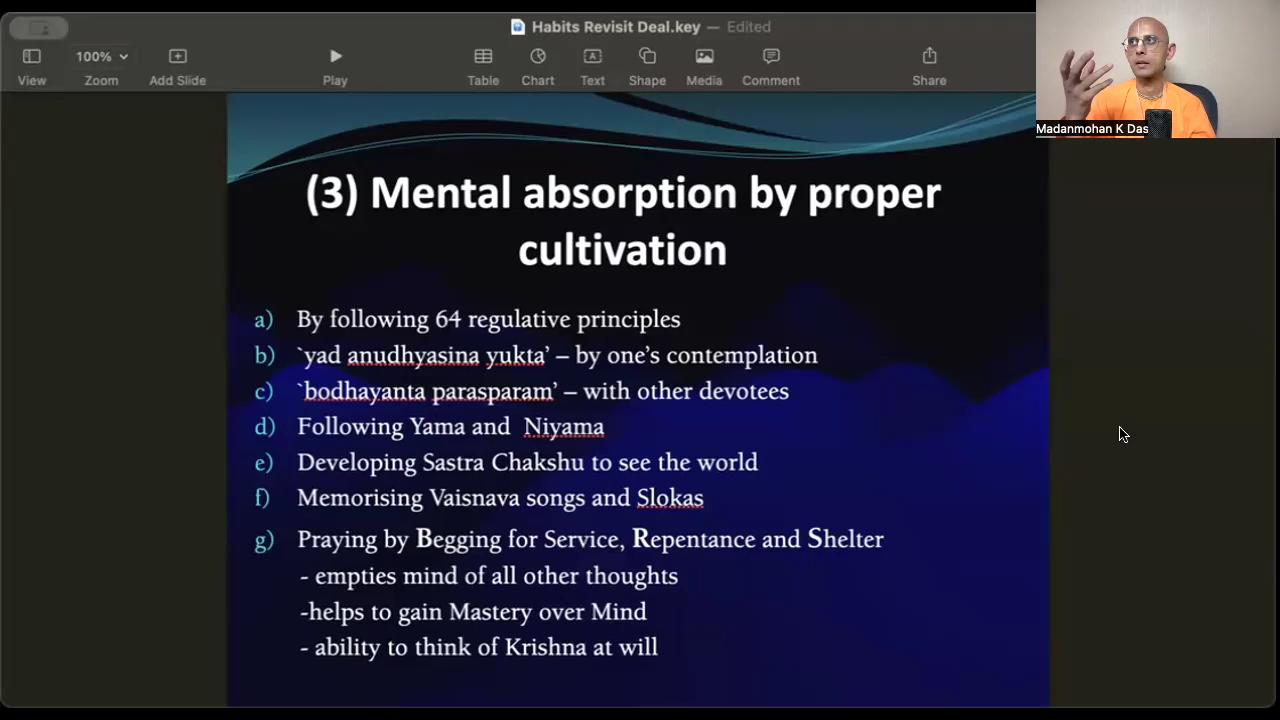 Habits Revisit Deal.key — Edited
100%
View Zoom Add Slide Play Table Chart Text Shape Media Comment Share
Madanmohan K Das
(3) Mental absorption by proper
cultivation
a) By following 64 regulative principles
b) `yad anudhyasina yukta’ – by one’s contemplation
c) `bodhayanta parasparam’ – with other devotees
d) Following Yama and Niyama
e) Developing Sastra Chakshu to see the world
f) Memorising Vaisnava songs and Slokas
g) Praying by Begging for Service, Repentance and Shelter
- empties mind of all other thoughts
-helps to gain Mastery over Mind
- ability to think of Krishna at will